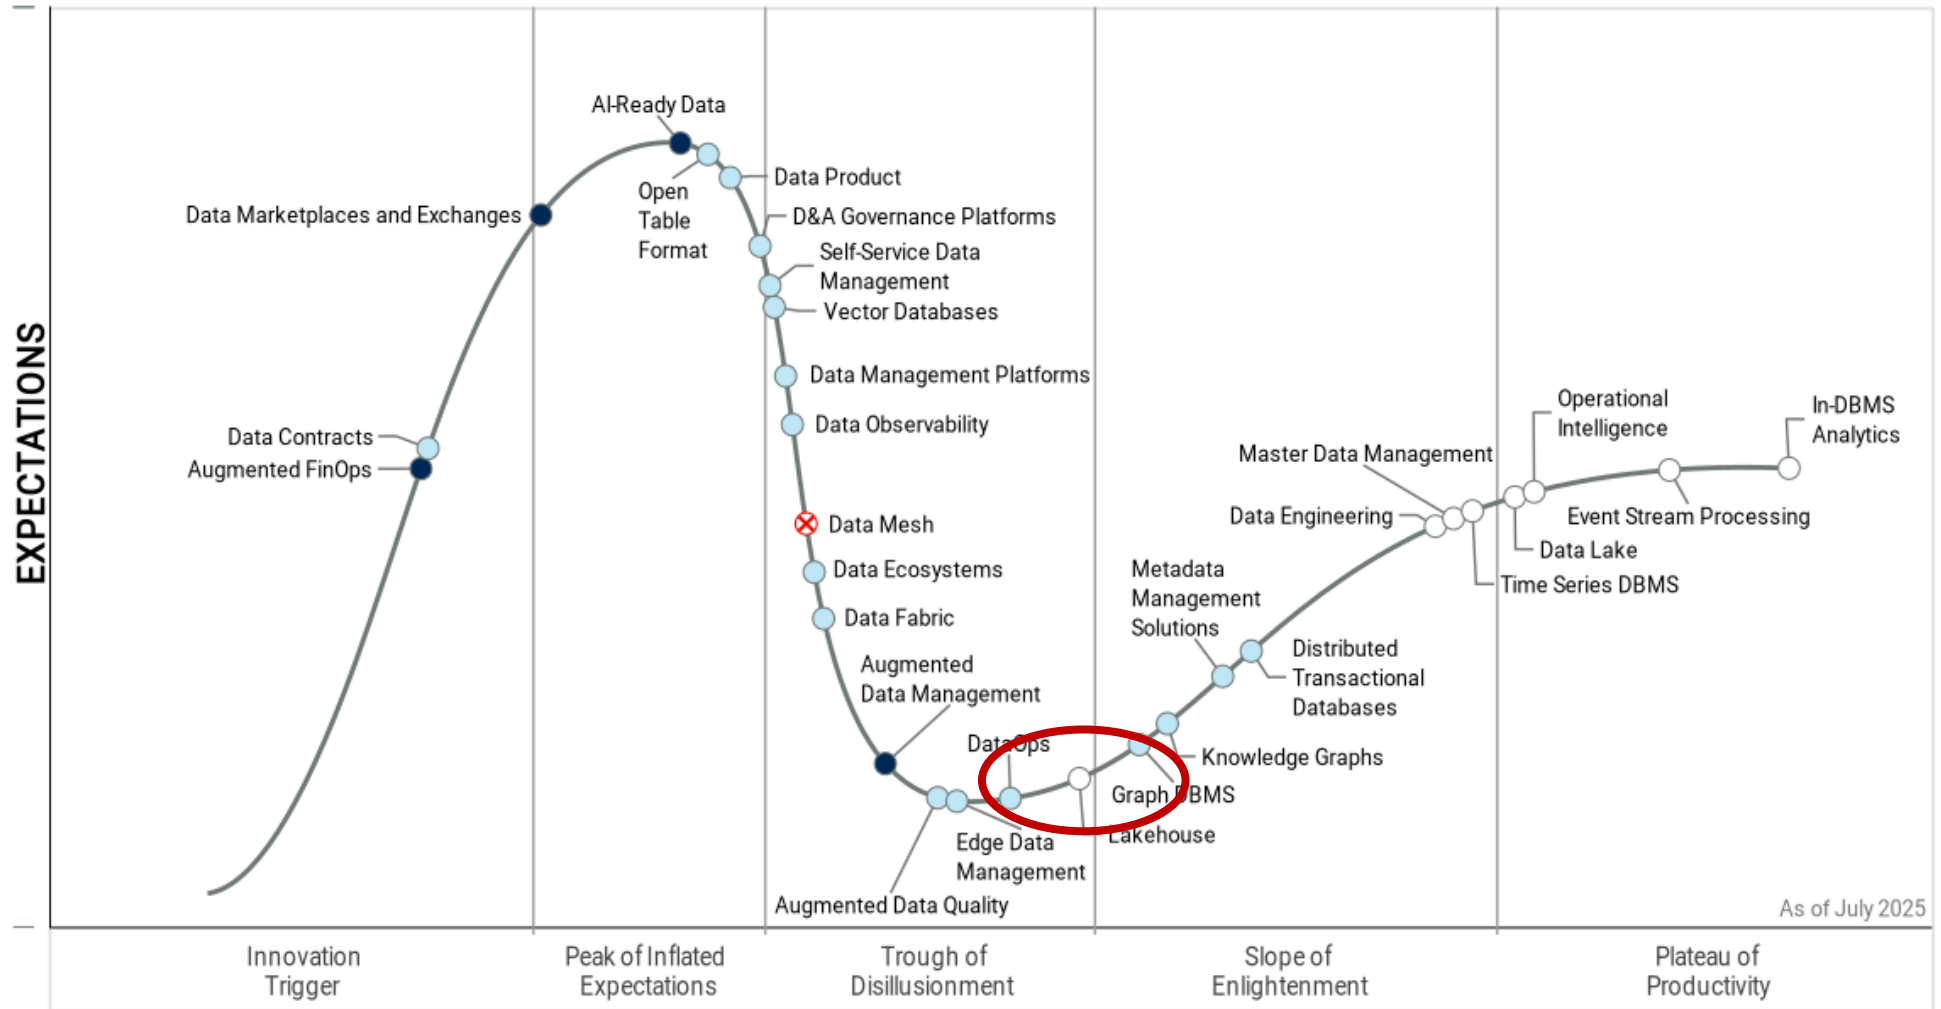 AI-Ready Data
Data Marketplaces and Exchanges
Open
Table
Format
Data Product
D&A Governance Platforms
Self-Service Data
Management
Vector Databases
Data Management Platforms
Data Observability
Data Contracts
Augmented FinOps
Data Mesh
Data Ecosystems
Data Fabric
Augmented
Data Management
DataOps
Edge Data
Management
Augmented Data Quality
Lakehouse
Graph DBMS
Knowledge Graphs
Metadata
Management
Solutions
Distributed
Transactional
Databases
Data Engineering
Master Data Management
Time Series DBMS
Data Lake
Operational
Intelligence
Event Stream Processing
In-DBMS
Analytics
EXPECTATIONS
As of July 2025
Innovation
Trigger
Peak of Inflated
Expectations
Trough of
Disillusionment
Slope of
Enlightenment
Plateau of
Productivity